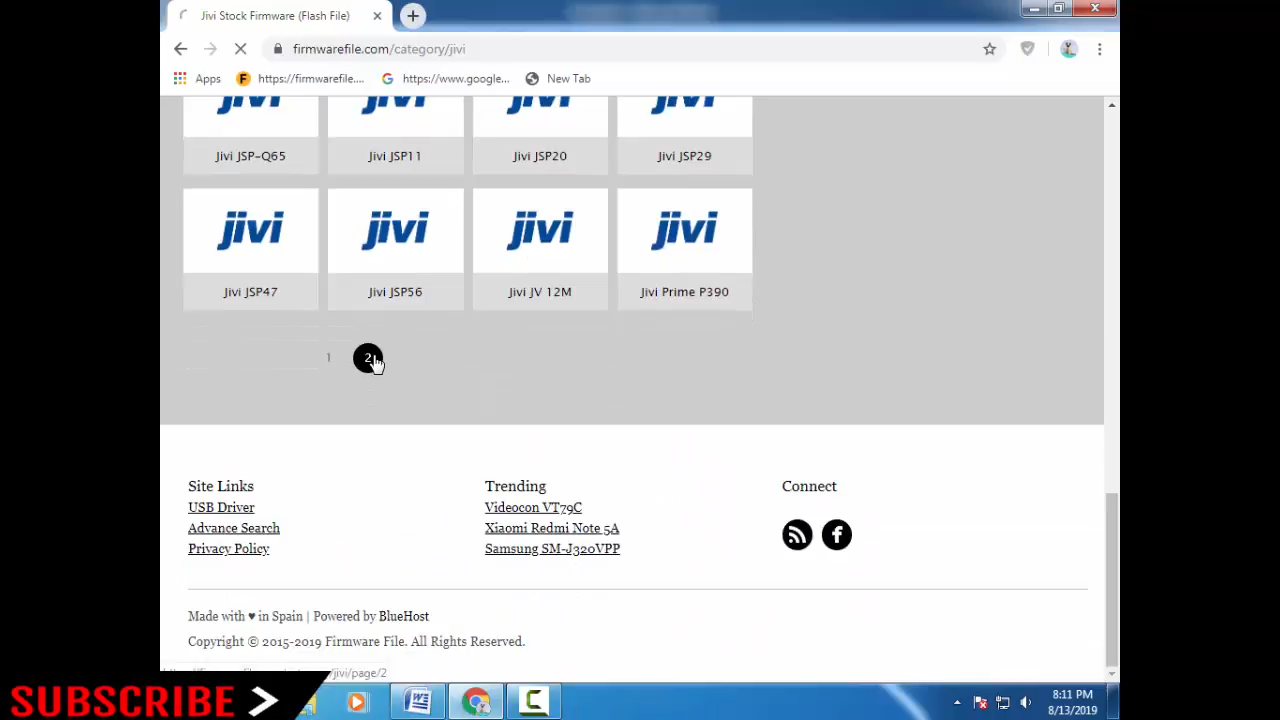 Jivi Stock Firmware (Flash File)
firmwarefile.com/category/jivi
Apps https://firmwarefile.... https://www.google... New Tab
jivi jivi jivi jivi
Jivi JSP-Q65 Jivi JSP11 Jivi JSP20 Jivi JSP29
jivi jivi jivi jivi
Jivi JSP47 Jivi JSP56 Jivi JV 12M Jivi Prime P390
1 2
Site Links Trending Connect
USB Driver Videocon VT79C
Advance Search Xiaomi Redmi Note 5A
Privacy Policy Samsung SM-J320VPP
Made with ♥ in Spain | Powered by BlueHost
Copyright © 2015-2019 Firmware File. All Rights Reserved.
/jivi/page/2
SUBSCRIBE
8:11 PM
8/13/2019